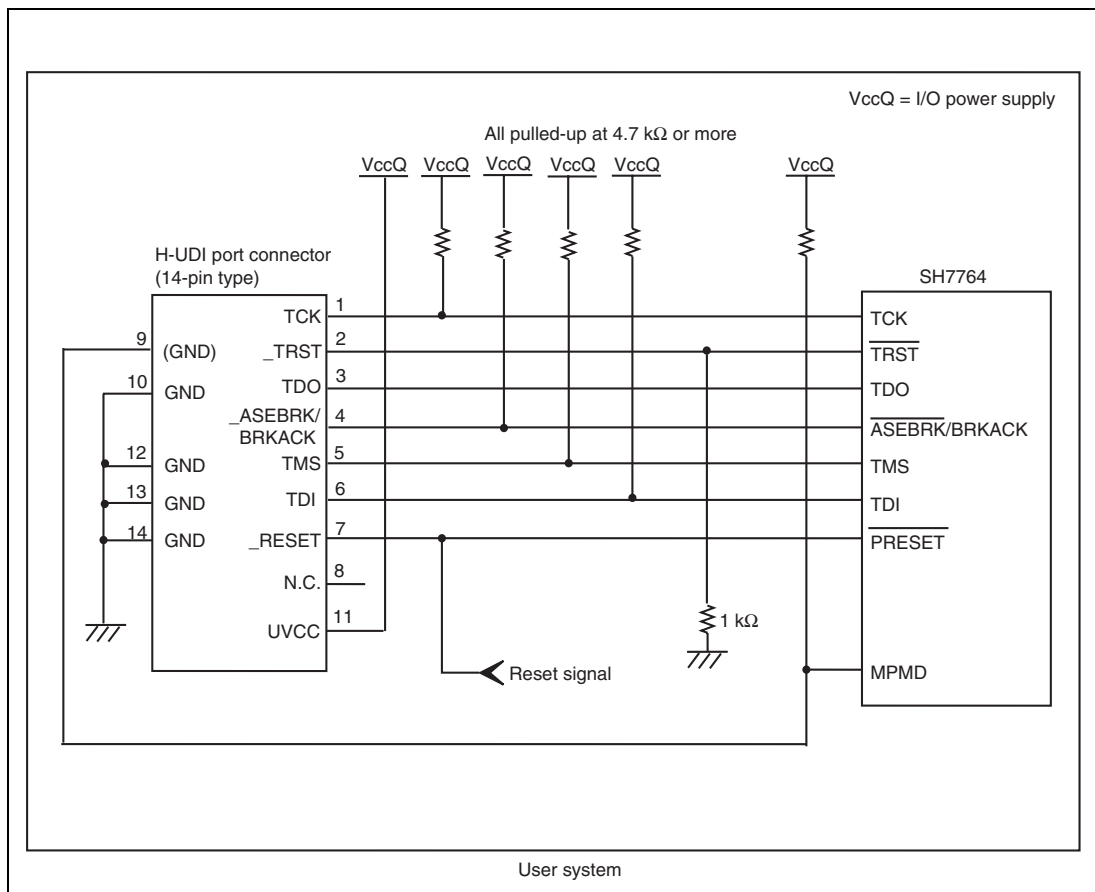 VccQ = I/O power supply
All pulled-up at 4.7 kΩ or more
VccQ VccQ VccQ VccQ VccQ VccQ
H-UDI port connector
(14-pin type)
SH7764
TCK 1 TCK
9 (GND) _TRST 2 TRST
10 GND TDO 3 TDO
_ASEBRK/
BRKACK 4 ASEBRK/BRKACK
12 GND TMS 5 TMS
13 GND TDI 6 TDI
14 GND _RESET 7 PRESET
N.C. 8
UVCC 11
1 kΩ
Reset signal
MPMD
User system